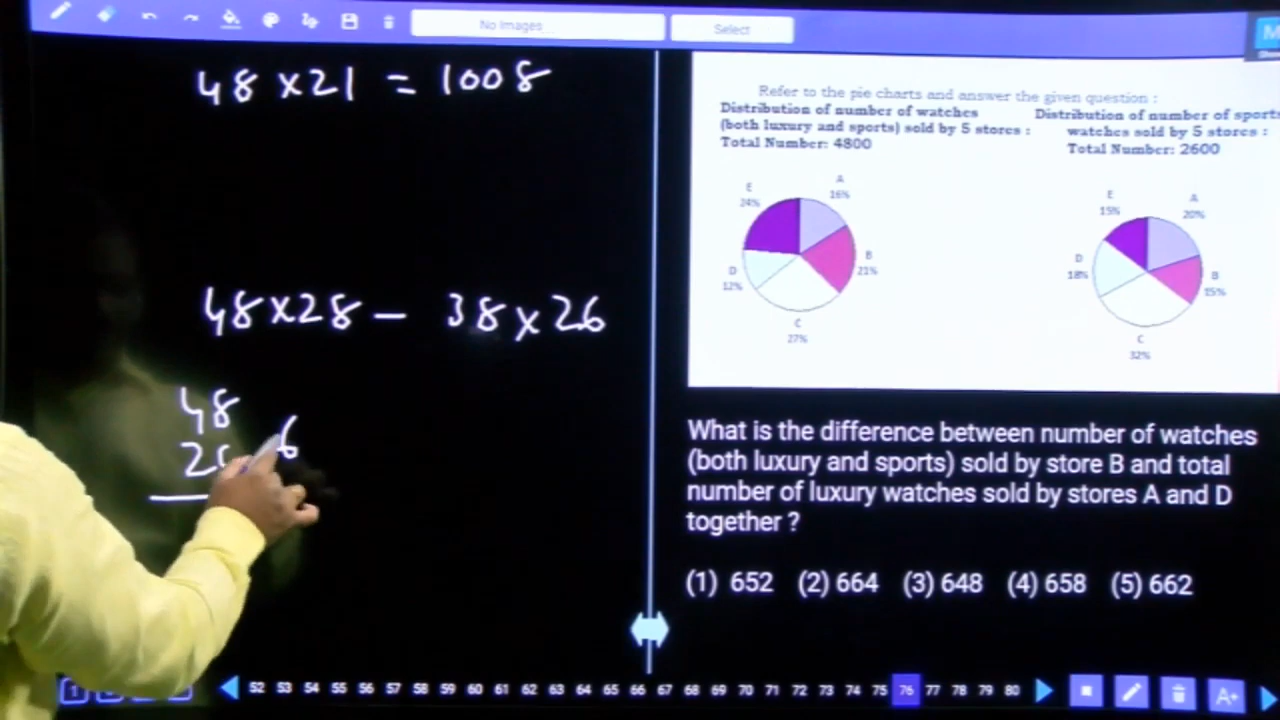 No Images
Select
48 × 21 = 1008
48 × 28 − 38 × 26
48
6
Refer to the pie charts and answer the given question :
Distribution of number of watches
(both luxury and sports) sold by 5 stores :
Total Number: 4800
Distribution of number of sports
watches sold by 5 stores :
Total Number: 2600
E
24%
A
16%
B
21%
D
12%
C
27%
E
15%
A
20%
D
18%
B
15%
C
32%
What is the difference between number of watches
(both luxury and sports) sold by store B and total
number of luxury watches sold by stores A and D
together ?
(1) 652 (2) 664 (3) 648 (4) 658 (5) 662
52 53 54 55 56 57 58 59 60 61 62 63 64 65 66 67 68 69 70 71 72 73 74 75 76 77 78 79 80
A+